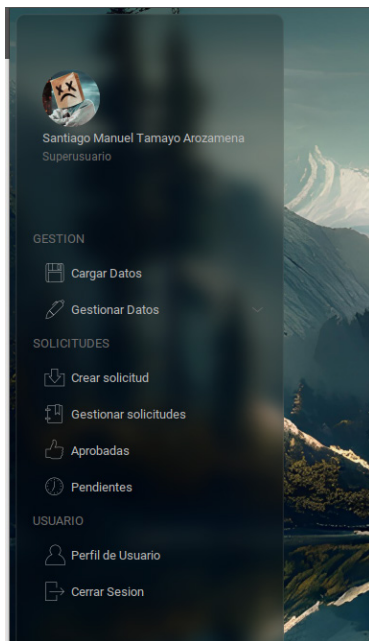 Santiago Manuel Tamayo Arozamena
Superusuario
GESTION
Cargar Datos
Gestionar Datos
SOLICITUDES
Crear solicitud
Gestionar solicitudes
Aprobadas
Pendientes
USUARIO
Perfil de Usuario
Cerrar Sesion